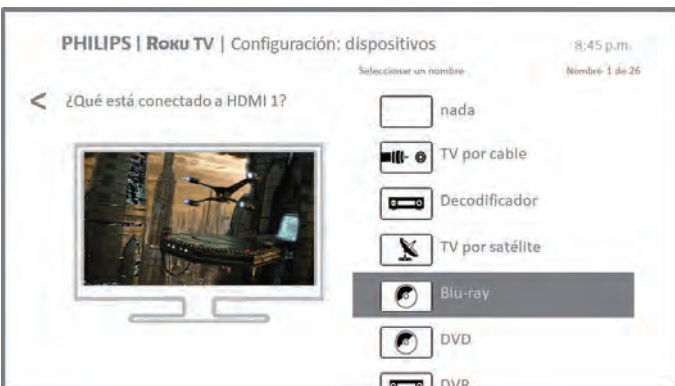 PHILIPS | ROKU TV | Configuración: dispositivos
8:45 p.m.
Seleccionar un nombre
Nombre 1 de 26
< ¿Qué está conectado a HDMI 1?
nada
TV por cable
Decodificador
TV por satélite
Blu-ray
DVD
DVR